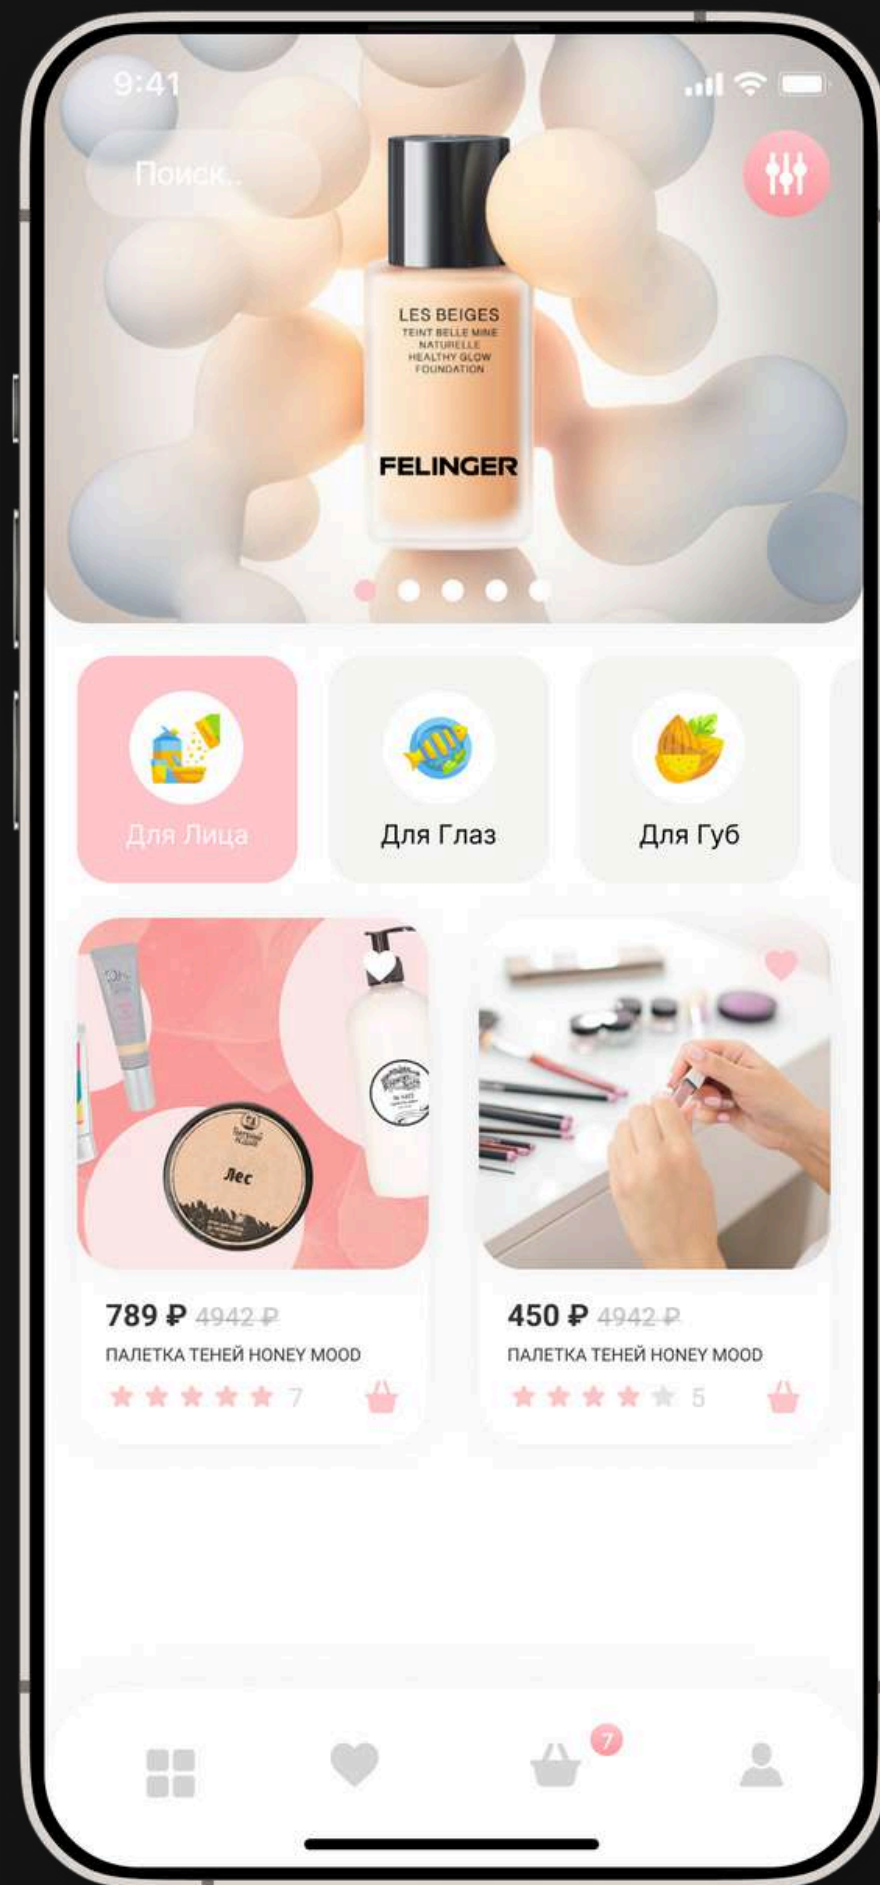 9:41
Поиск..
LES BEIGES
TEINT BELLE MINE
NATURELLE
HEALTHY GLOW
FOUNDATION
FELINGER
Для Лица
Для Глаз
Для Губ
Лес
789 ₽ 4942 ₽
ПАЛЕТКА ТЕНЕЙ HONEY MOOD
7
450 ₽ 4942 ₽
ПАЛЕТКА ТЕНЕЙ HONEY MOOD
5
7